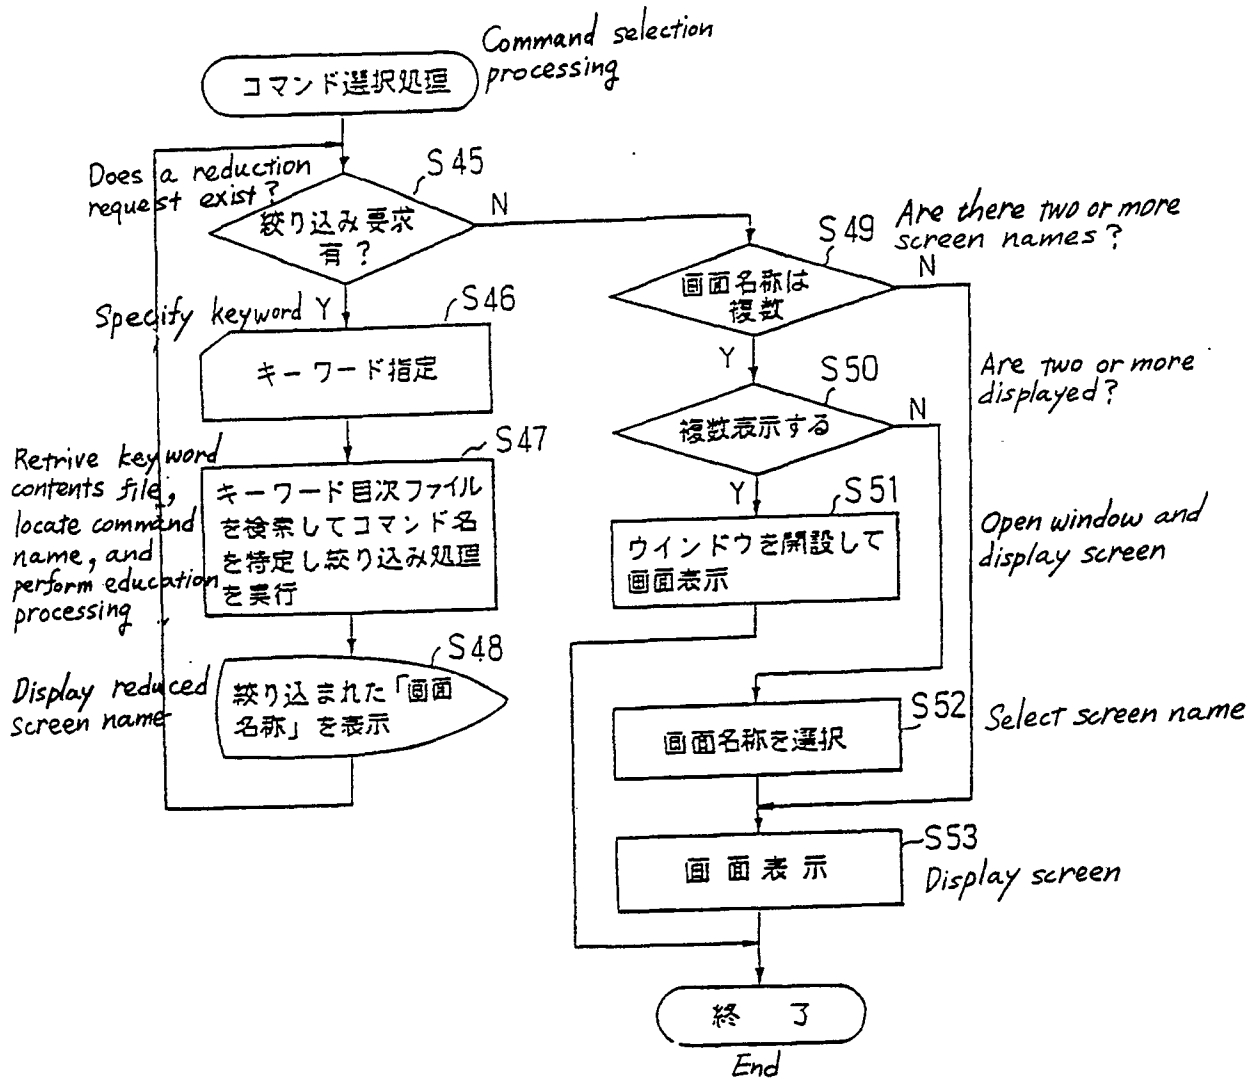 Command selection
processing
コマンド選択処理
Does a reduction
request exist?
S45
絞り込み要求
有?
N
Y
Specify keyword
S46
キーワード指定
Retrive keyword
contents file,
locate command
name, and
perform education
processing
S47
キーワード目次ファイル
を検索してコマンド名
を特定し絞り込み処理
を実行
Display reduced
screen name
S48
絞り込まれた「画面
名称」を表示
Are there two or more
screen names?
S49
画面名称は
複数
N
Y
Are two or more
displayed?
S50
複数表示する
N
Y
Open window and
display screen
S51
ウインドウを開設して
画面表示
S52
Select screen name
画面名称を選択
S53
Display screen
画面表示
終了
End